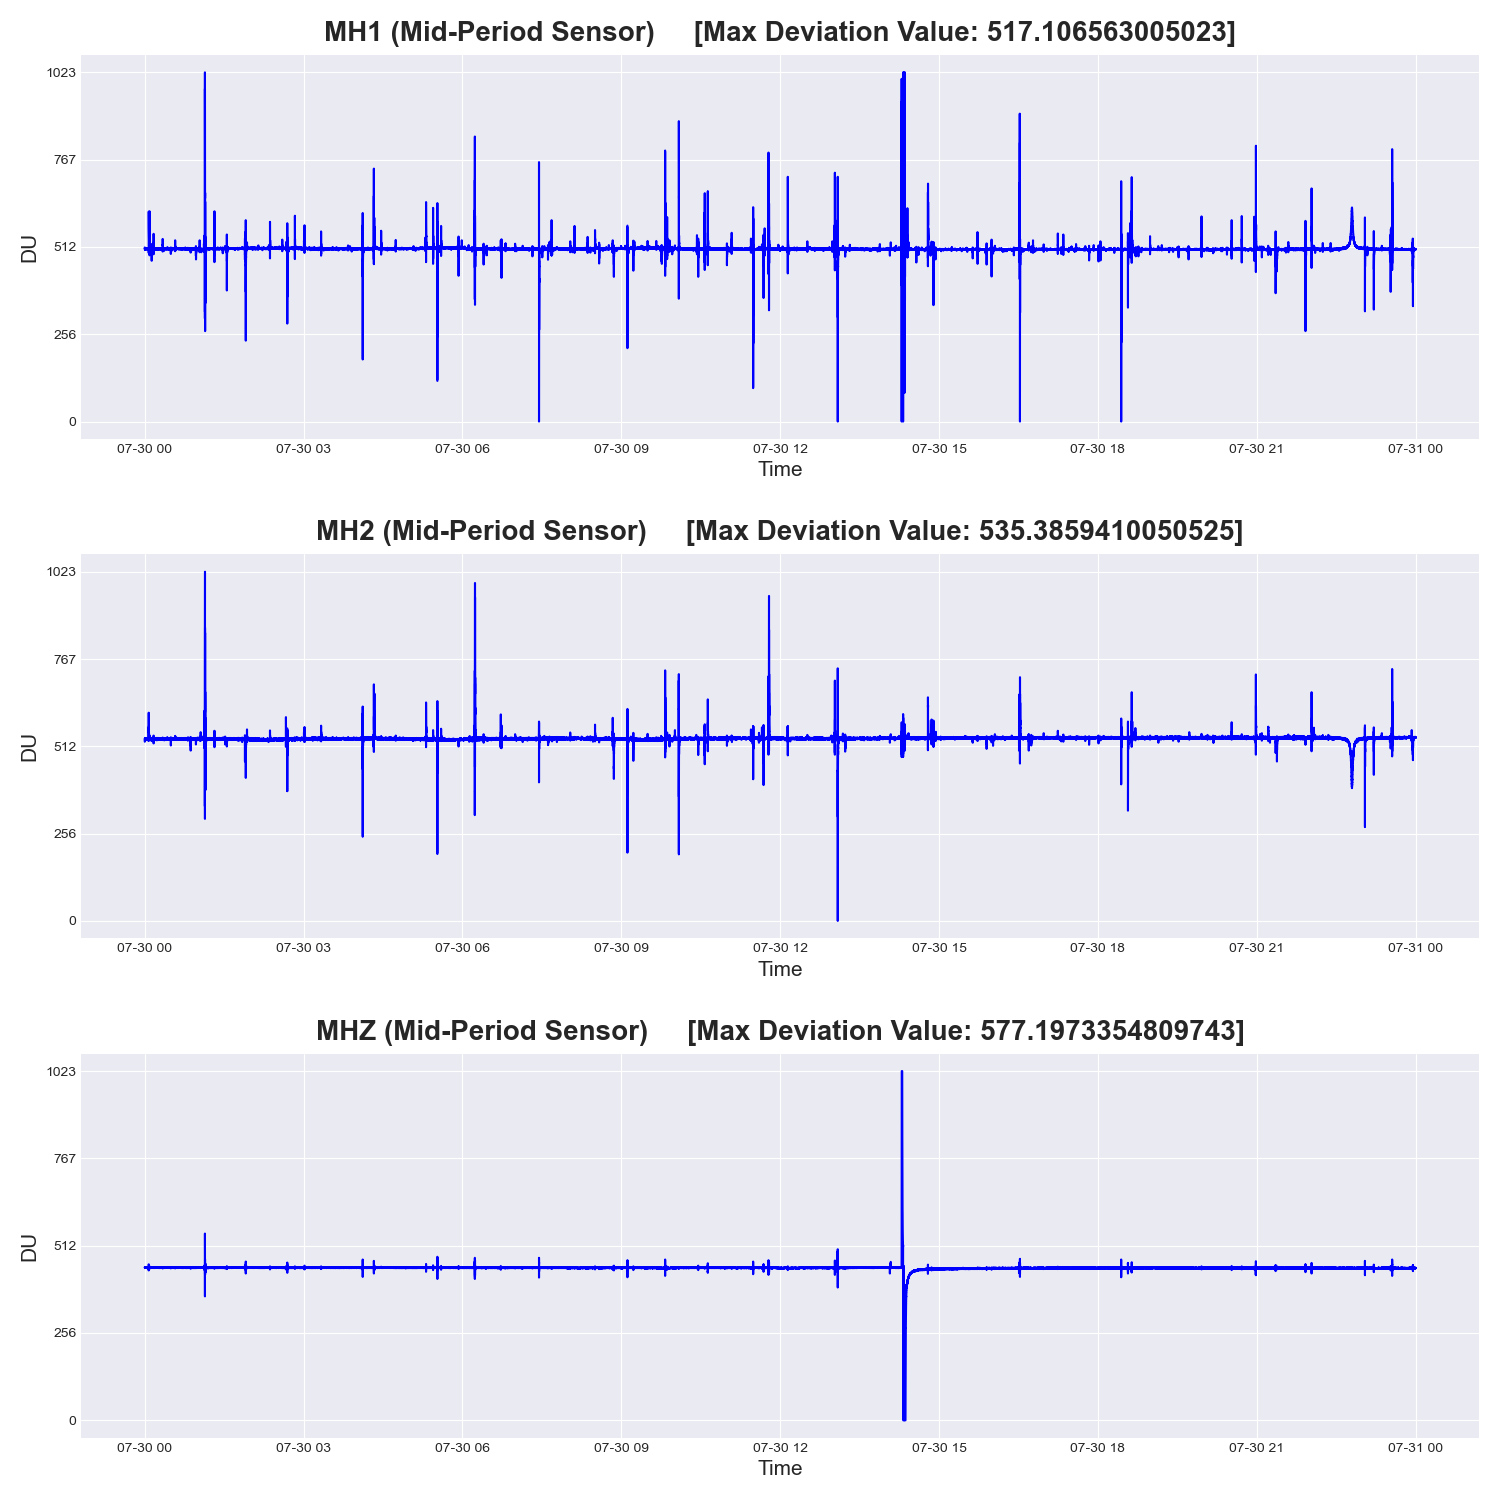 MH1 (Mid-Period Sensor) [Max Deviation Value: 517.106563005023]
1023
767
512
256
0
DU
07-30 00 07-30 03 07-30 06 07-30 09 07-30 12 07-30 15 07-30 18 07-30 21 07-31 00
Time
MH2 (Mid-Period Sensor) [Max Deviation Value: 535.3859410050525]
1023
767
512
256
0
DU
07-30 00 07-30 03 07-30 06 07-30 09 07-30 12 07-30 15 07-30 18 07-30 21 07-31 00
Time
MHZ (Mid-Period Sensor) [Max Deviation Value: 577.1973354809743]
1023
767
512
256
0
DU
07-30 00 07-30 03 07-30 06 07-30 09 07-30 12 07-30 15 07-30 18 07-30 21 07-31 00
Time